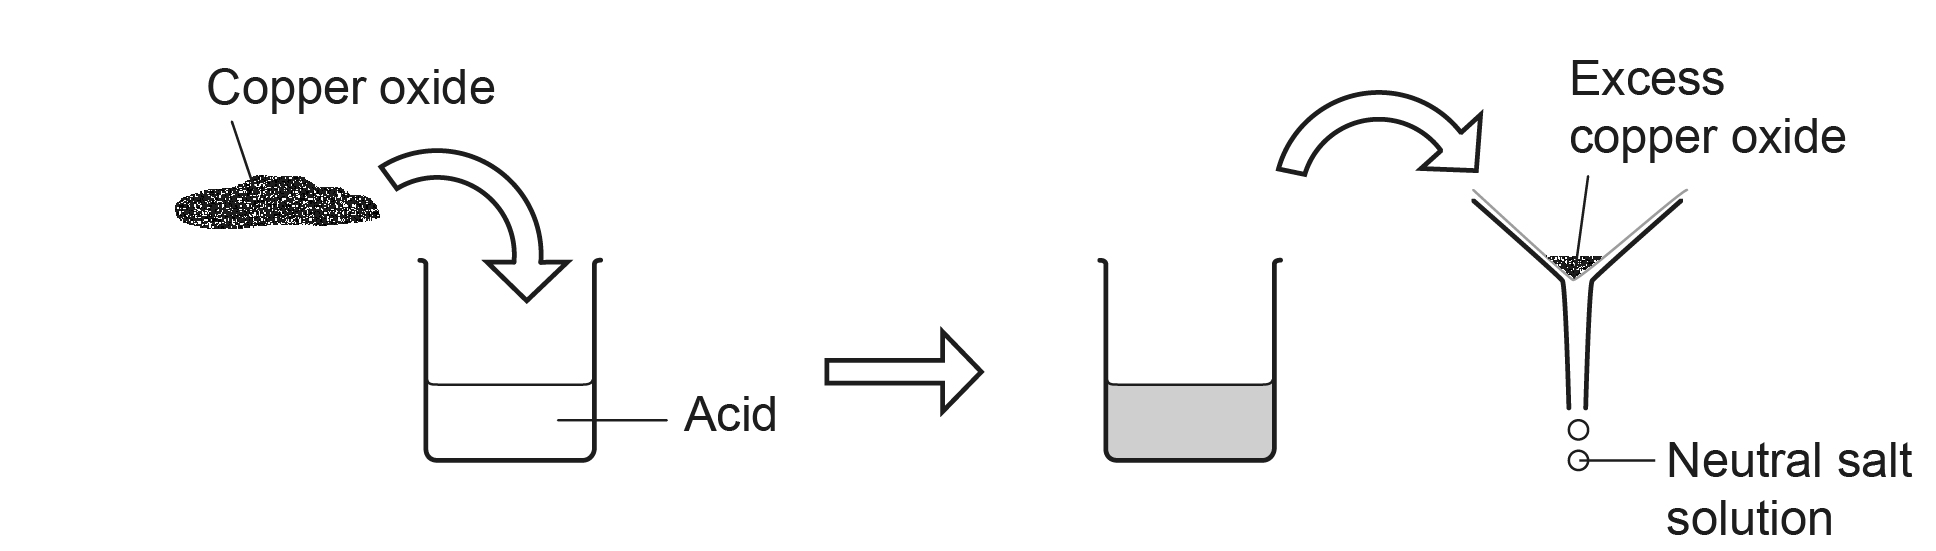 Copper oxide
Acid
Excess
copper oxide
Neutral salt
solution